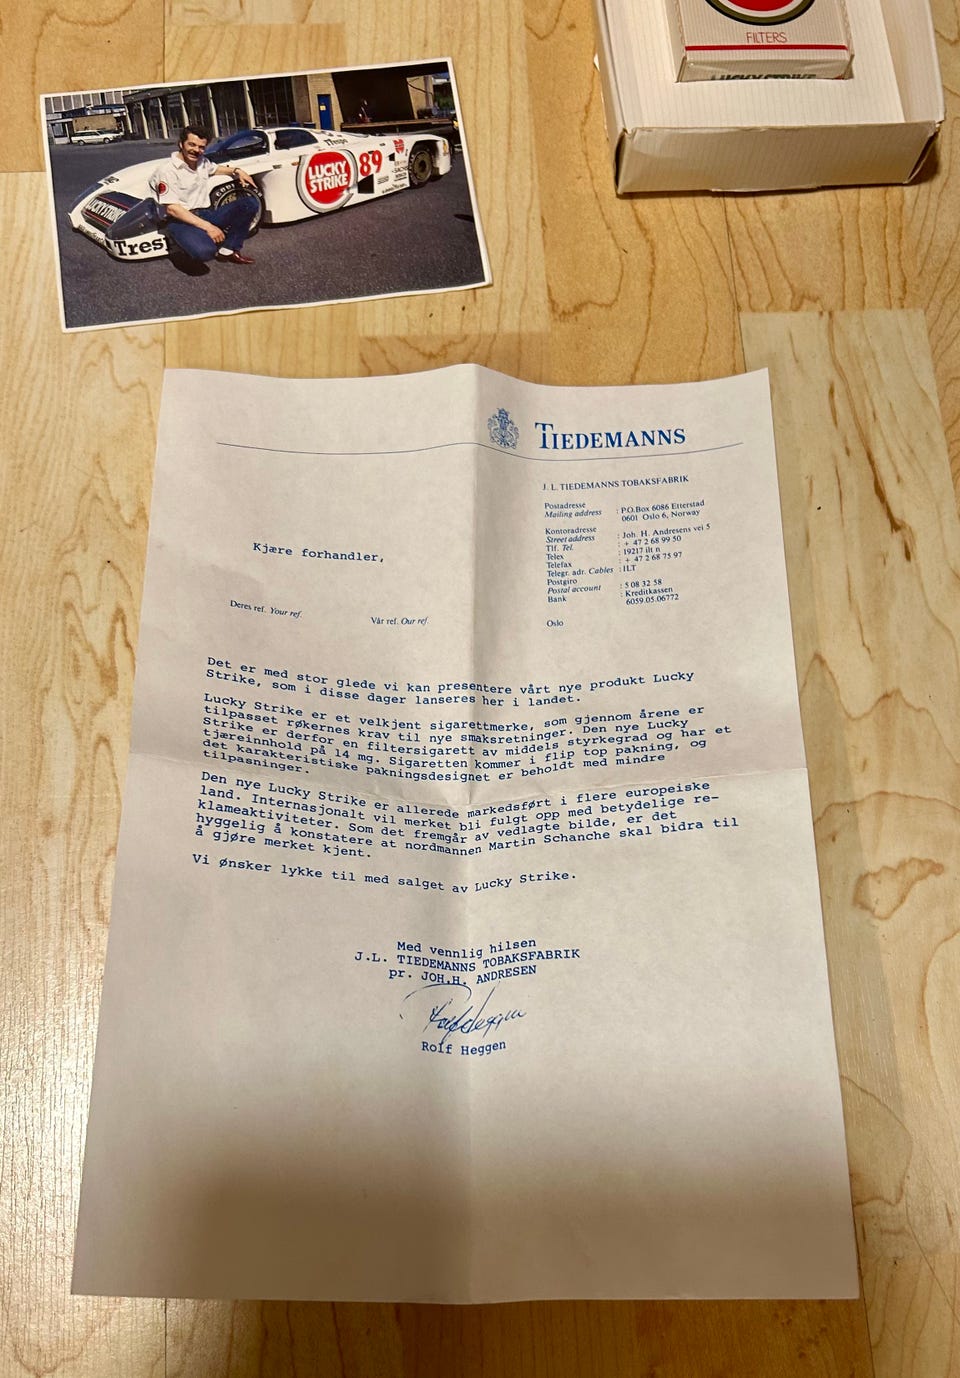 FILTERS
LUCKY STRIKE
Trespo
LUCKY
STRIKE
89
LUCKY STRIKE
TIEDEMANNS
J. L. TIEDEMANNS TOBAKSFABRIK
Postadresse
Mailing address : P.O.Box 6086 Etterstad
0601 Oslo 6, Norway
Kontoradresse
Street address : Joh. H. Andresens vei 5
Tlf. Tel. : + 47 2 68 99 50
Telex : 19217 ilt n
Telefax : + 47 2 68 75 97
Telegr. adr. Cables : ILT
Postgiro
Postal account : 5 08 32 58
Bank : Kreditkassen
6059.05.06772
Oslo
Kjære forhandler,
Deres ref. Your ref.
Vår ref. Our ref.
Det er med stor glede vi kan presentere vårt nye produkt Lucky
Strike, som i disse dager lanseres her i landet.
Lucky Strike er et velkjent sigarettmerke, som gjennom årene er
tilpasset røkernes krav til nye smaksretninger. Den nye Lucky
Strike er derfor en filtersigarett av middels styrkegrad og har et
tjæreinnhold på 14 mg. Sigaretten kommer i flip top pakning, og
det karakteristiske pakningsdesignet er beholdt med mindre
tilpasninger.
Den nye Lucky Strike er allerede markedsført i flere europeiske
land. Internasjonalt vil merket bli fulgt opp med betydelige re-
klameaktiviteter. Som det fremgår av vedlagte bilde, er det
hyggelig å konstatere at nordmannen Martin Schanche skal bidra til
å gjøre merket kjent.
Vi ønsker lykke til med salget av Lucky Strike.
Med vennlig hilsen
J.L. TIEDEMANNS TOBAKSFABRIK
pr. JOH.H. ANDRESEN
Rolf Heggen
Rolf Heggen